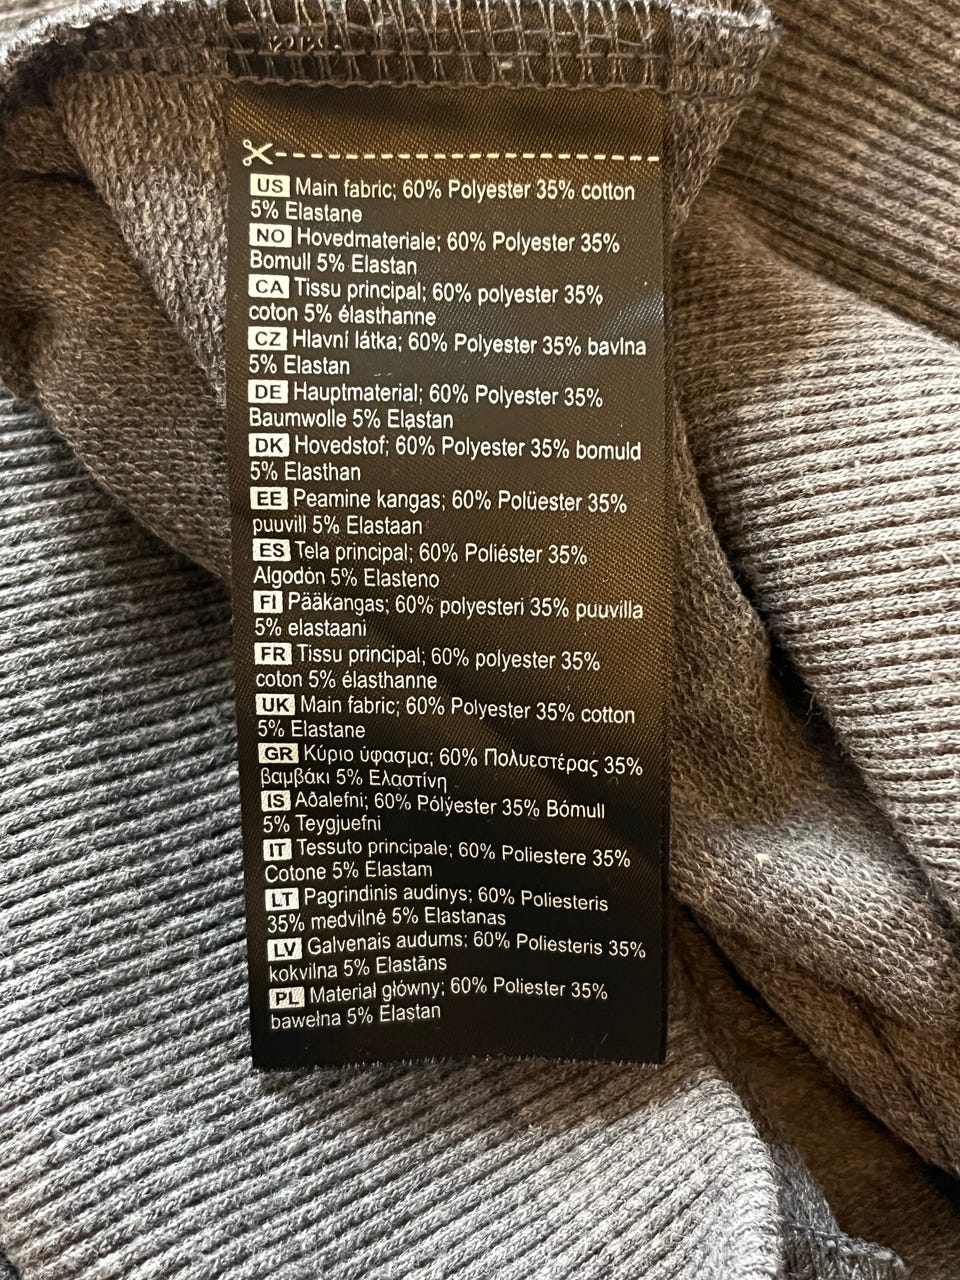 US Main fabric; 60% Polyester 35% cotton
5% Elastane
NO Hovedmateriale; 60% Polyester 35%
Bomull 5% Elastan
CA Tissu principal; 60% polyester 35%
coton 5% élasthanne
CZ Hlavní látka; 60% Polyester 35% bavlna
5% Elastan
DE Hauptmaterial; 60% Polyester 35%
Baumwolle 5% Elastan
DK Hovedstof; 60% Polyester 35% bomuld
5% Elasthan
EE Peamine kangas; 60% Polüester 35%
puuvill 5% Elastaan
ES Tela principal; 60% Poliéster 35%
Algodòn 5% Elasteno
FI Pääkangas; 60% polyesteri 35% puuvilla
5% elastaani
FR Tissu principal; 60% polyester 35%
coton 5% élasthanne
UK Main fabric; 60% Polyester 35% cotton
5% Elastane
GR Κύριο ύφασμα; 60% Πολυεστέρας 35%
βαμβάκι 5% Ελαστίνη
IS Aðalefni; 60% Pólýester 35% Bómull
5% Teygjuefni
IT Tessuto principale; 60% Poliestere 35%
Cotone 5% Elastam
LT Pagrindinis audinys; 60% Poliesteris
35% medvilnė 5% Elastanas
LV Galvenais audums; 60% Poliesteris 35%
kokvilna 5% Elastāns
PL Materiał główny; 60% Poliester 35%
bawełna 5% Elastan